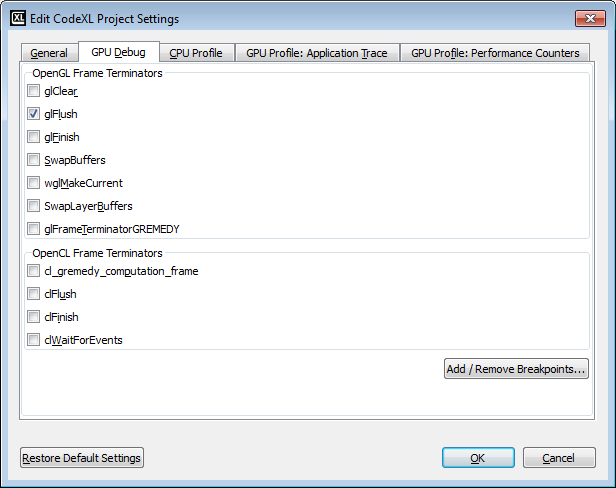 XL Edit CodeXL Project Settings
General GPU Debug CPU Profile GPU Profile: Application Trace GPU Profile: Performance Counters
OpenGL Frame Terminators
glClear
glFlush
glFinish
SwapBuffers
wglMakeCurrent
SwapLayerBuffers
glFrameTerminatorGREMEDY
OpenCL Frame Terminators
cl_gremedy_computation_frame
clFlush
clFinish
clWaitForEvents
Add / Remove Breakpoints...
Restore Default Settings OK Cancel